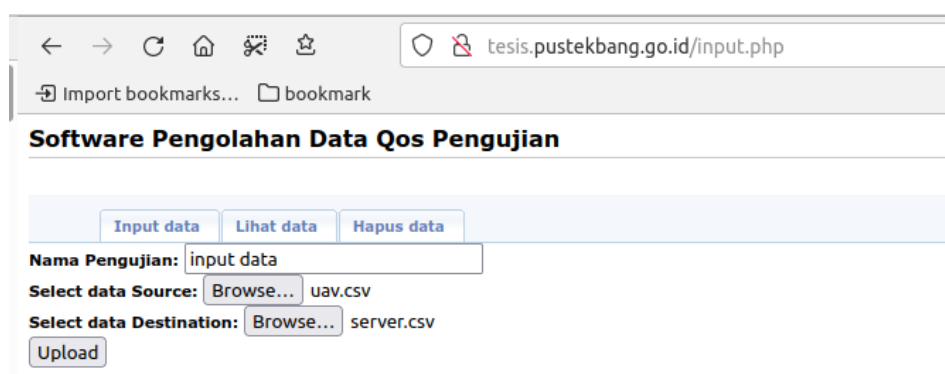 tesis.pustekbang.go.id/input.php
Import bookmarks... bookmark
Software Pengolahan Data Qos Pengujian
Input data Lihat data Hapus data
Nama Pengujian: input data
Select data Source: Browse... uav.csv
Select data Destination: Browse... server.csv
Upload